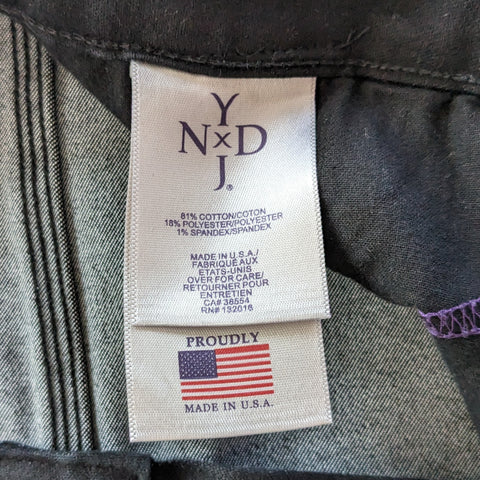 Y
N x D
J®
81% COTTON/COTON
18% POLYESTER/POLYESTER
1% SPANDEX/SPANDEX
MADE IN U.S.A./
FABRIQUÉ AUX
ETATS-UNIS
OVER FOR CARE/
RETOURNER POUR
ENTRETIEN
CA# 38554
RN# 132016
PROUDLY
MADE IN U.S.A.